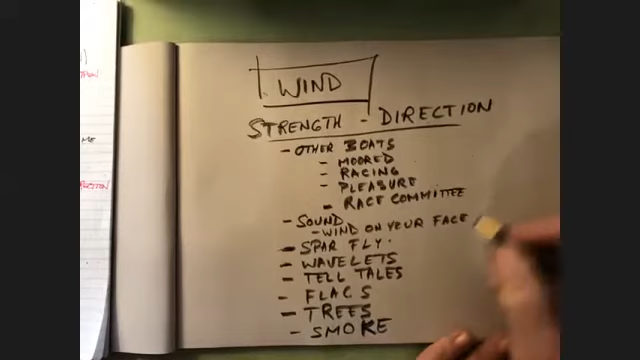 WIND
STRENGTH - DIRECTION
- OTHER BOATS
- MOORED
- RACING
- PLEASURE
- RACE COMMITTEE
- SOUND
- WIND ON YOUR FACE
- SPAR FLY.
- WAVELETS
- TELL TALES
- FLAGS
- TREES
- SMOKE
ME